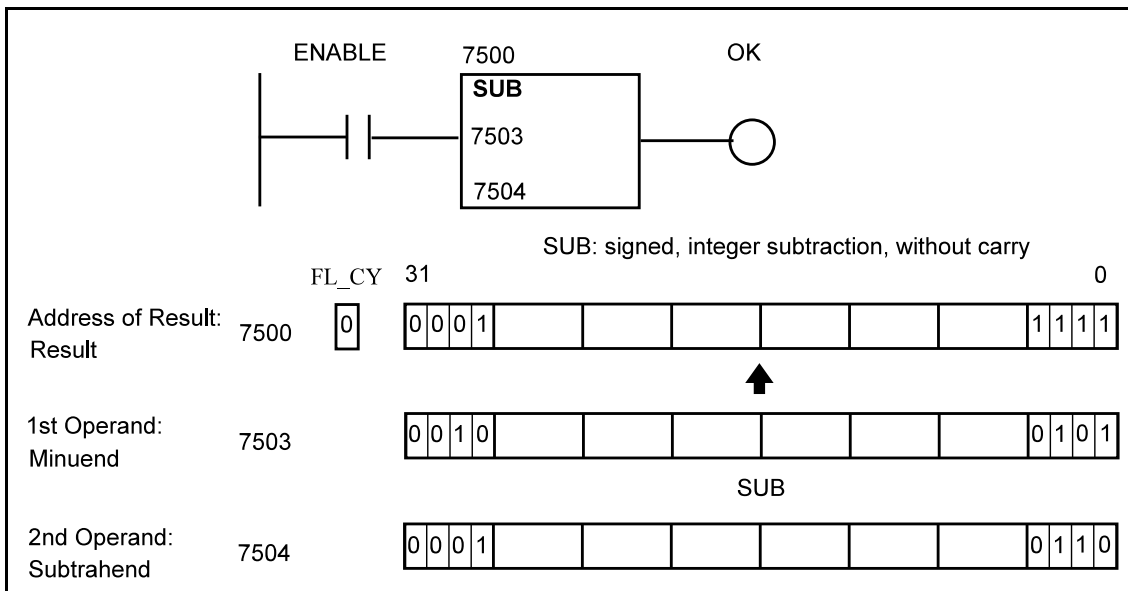 ENABLE 7500 OK
SUB
7503
7504
SUB: signed, integer subtraction, without carry
FL_CY 31 0
Address of Result: 7500 0 0 0 0 1 1 1 1 1
Result
1st Operand: 7503 0 0 1 0 0 1 0 1
Minuend
SUB
2nd Operand: 7504 0 0 0 1 0 1 1 0
Subtrahend